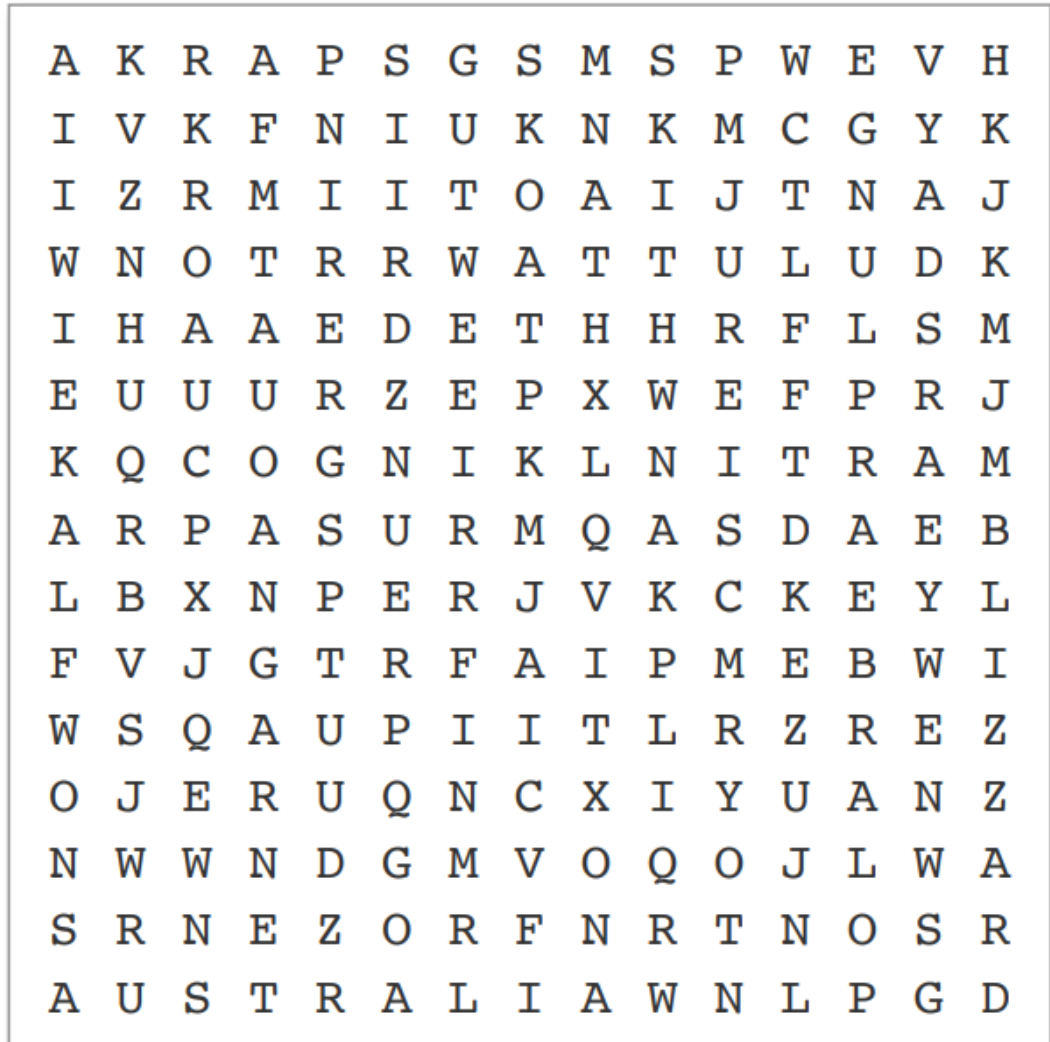 A K R A P S G S M S P W E V H
I V K F N I U K N K M C G Y K
I Z R M I I T O A I J T N A J
W N O T R R W A T T U L U D K
I H A A E D E T H H R F L S M
E U U U R Z E P X W E F P R J
K Q C O G N I K L N I T R A M
A R P A S U R M Q A S D A E B
L B X N P E R J V K C K E Y L
F V J G T R F A I P M E B W I
W S Q A U P I I T L R Z R E Z
O J E R U Q N C X I Y U A N Z
N W W N D G M V O Q O J L W A
S R N E Z O R F N R T N O S R
A U S T R A L I A W N L P G D